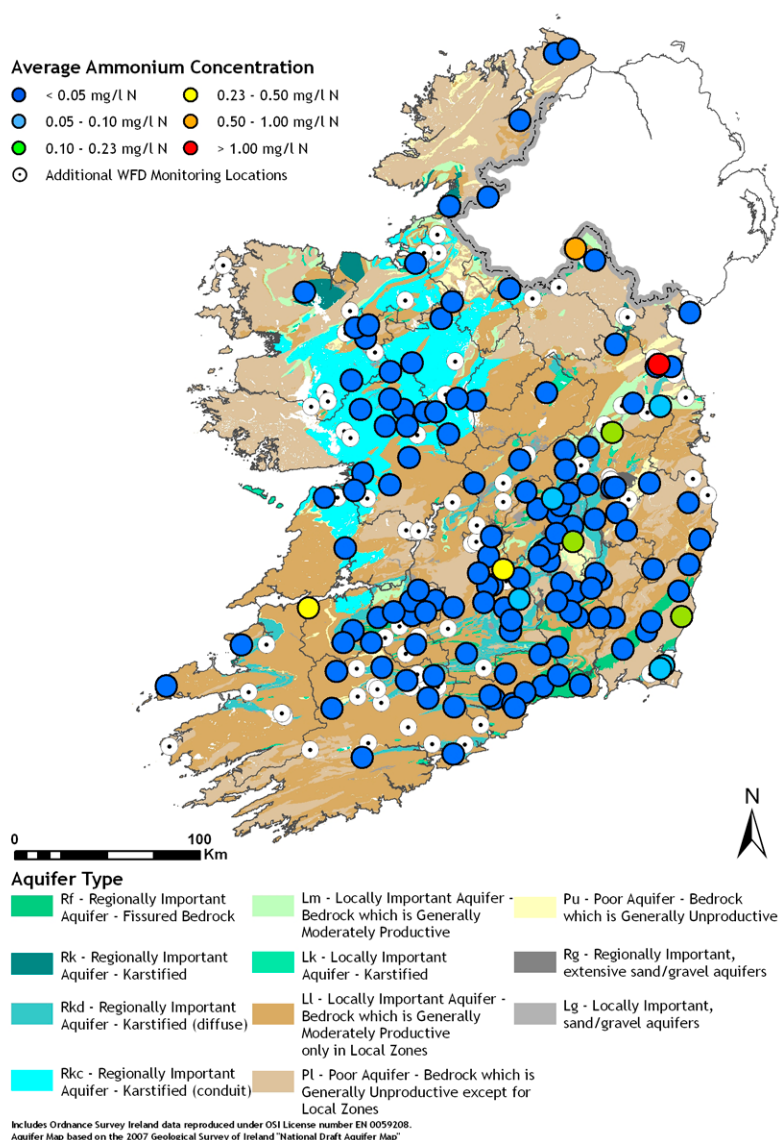 Average Ammonium Concentration
< 0.05 mg/l N
0.23 - 0.50 mg/l N
0.05 - 0.10 mg/l N
0.50 - 1.00 mg/l N
0.10 - 0.23 mg/l N
> 1.00 mg/l N
Additional WFD Monitoring Locations
N
0
100
Km
Aquifer Type
Rf - Regionally Important
Aquifer - Fissured Bedrock
Lm - Locally Important Aquifer -
Bedrock which is Generally
Moderately Productive
Pu - Poor Aquifer - Bedrock
which is Generally Unproductive
Rk - Regionally Important
Aquifer - Karstified
Lk - Locally Important
Aquifer - Karstified
Rg - Regionally Important,
extensive sand/gravel aquifers
Rkd - Regionally Important
Aquifer - Karstified (diffuse)
Ll - Locally Important Aquifer -
Bedrock which is Generally
Moderately Productive
only in Local Zones
Lg - Locally Important,
sand/gravel aquifers
Rkc - Regionally Important
Aquifer - Karstified (conduit)
Pl - Poor Aquifer - Bedrock which is
Generally Unproductive except for
Local Zones
Includes Ordnance Survey Ireland data reproduced under OSI License number EN 0059208.
Aquifer Map based on the 2007 Geological Survey of Ireland "National Draft Aquifer Map"